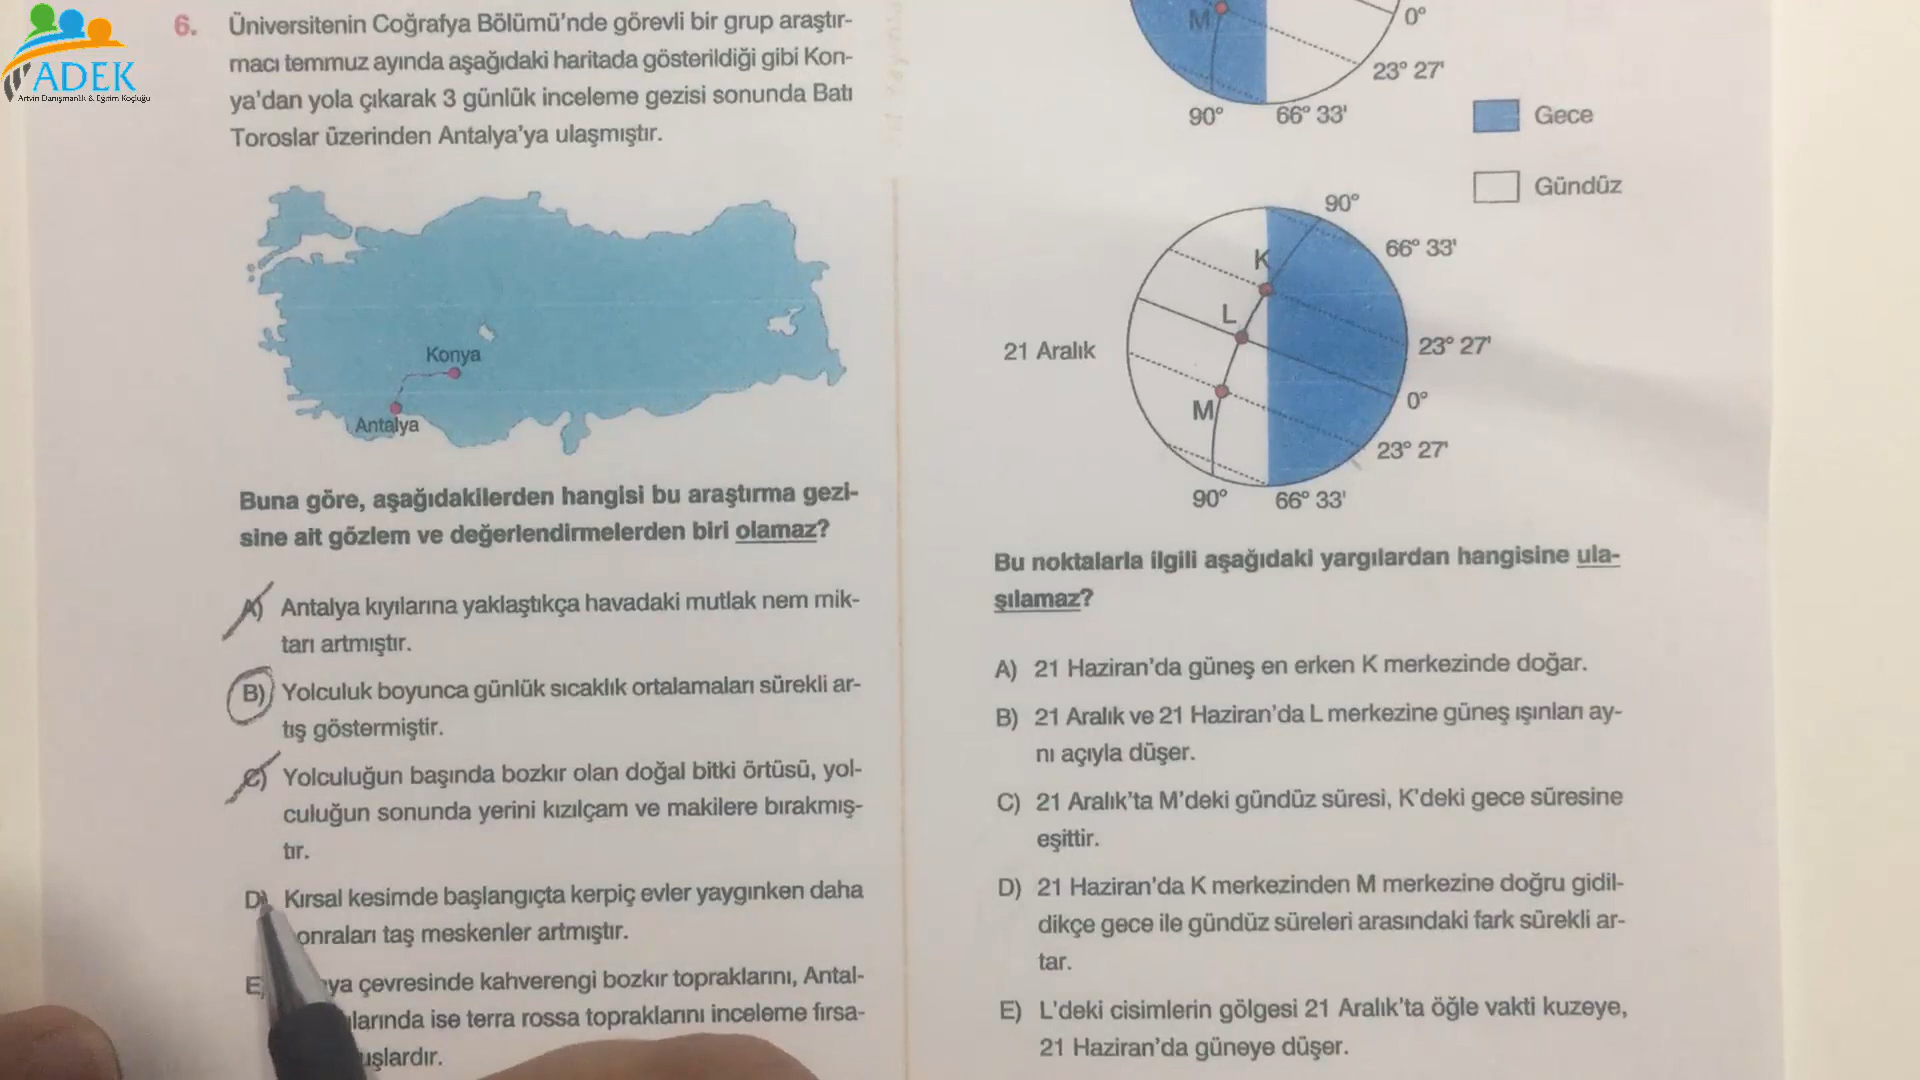 ADEK
Artvin Danışmanlık & Eğitim Koçluğu
6. Üniversitenin Coğrafya Bölümü'nde görevli bir grup araştır-
macı temmuz ayında aşağıdaki haritada gösterildiği gibi Kon-
ya'dan yola çıkarak 3 günlük inceleme gezisi sonunda Batı
Toroslar üzerinden Antalya'ya ulaşmıştır.
Konya
Antalya
Buna göre, aşağıdakilerden hangisi bu araştırma gezi-
sine ait gözlem ve değerlendirmelerden biri olamaz?
A) Antalya kıyılarına yaklaştıkça havadaki mutlak nem mik-
tarı artmıştır.
B) Yolculuk boyunca günlük sıcaklık ortalamaları sürekli ar-
tış göstermiştir.
C) Yolculuğun başında bozkır olan doğal bitki örtüsü, yol-
culuğun sonunda yerini kızılçam ve makilere bırakmış-
tır.
D) Kırsal kesimde başlangıçta kerpiç evler yaygınken daha
onraları taş meskenler artmıştır.
E) ya çevresinde kahverengi bozkır topraklarını, Antal-
larında ise terra rossa topraklarını inceleme fırsa-
uşlardır.
M
0°
23° 27'
90°
66° 33'
Gece
Gündüz
90°
66° 33'
K
L
21 Aralık
23° 27'
M
0°
23° 27'
90°
66° 33'
Bu noktalarla ilgili aşağıdaki yargılardan hangisine ula-
şılamaz?
A) 21 Haziran'da güneş en erken K merkezinde doğar.
B) 21 Aralık ve 21 Haziran'da L merkezine güneş ışınları ay-
nı açıyla düşer.
C) 21 Aralık'ta M'deki gündüz süresi, K'deki gece süresine
eşittir.
D) 21 Haziran'da K merkezinden M merkezine doğru gidil-
dikçe gece ile gündüz süreleri arasındaki fark sürekli ar-
tar.
E) L'deki cisimlerin gölgesi 21 Aralık'ta öğle vakti kuzeye,
21 Haziran'da güneye düşer.